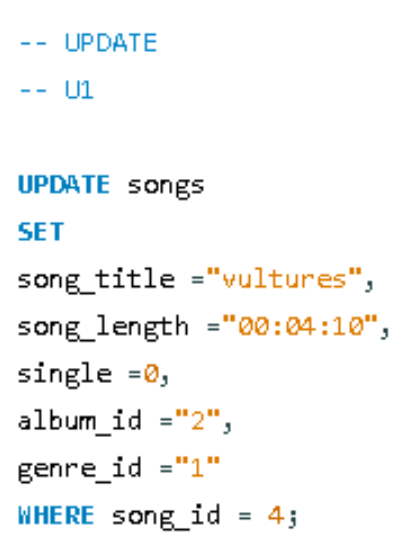 -- UPDATE
-- U1
UPDATE songs
SET
song_title ="vultures",
song_length ="00:04:10",
single =0,
album_id ="2",
genre_id ="1"
WHERE song_id = 4;